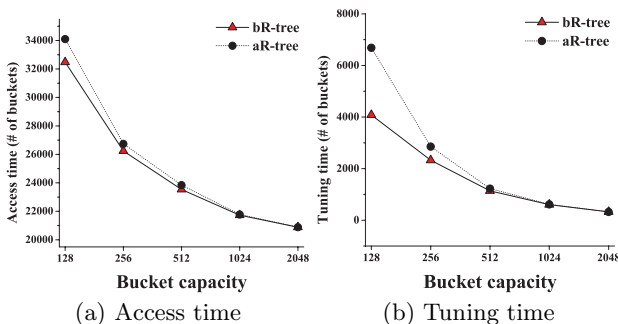 bR-tree
aR-tree
34000
32000
30000
28000
26000
24000
22000
20000
Access time (# of buckets)
128 256 512 1024 2048
Bucket capacity
(a) Access time
bR-tree
aR-tree
8000
6000
4000
2000
0
Tuning time (# of buckets)
128 256 512 1024 2048
Bucket capacity
(b) Tuning time